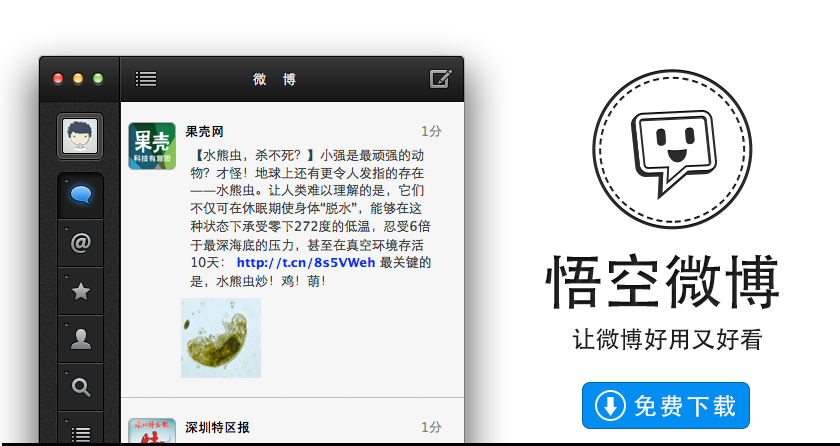 微 博
果壳网
1分
果壳
科技有意思
【水熊虫，杀不死？】小强是最顽强的动
物？才怪！地球上还有更令人发指的存在
——水熊虫。让人类难以理解的是，它们
不仅可在休眠期使身体“脱水”，能够在这
种状态下承受零下272度的低温，忍受6倍
于最深海底的压力，甚至在真空环境存活
10天： http://t.cn/8s5VWeh 最关键的
是，水熊虫炒！鸡！萌！
@
深圳特区报
1分
悟空微博
让微博好用又好看
免费下载